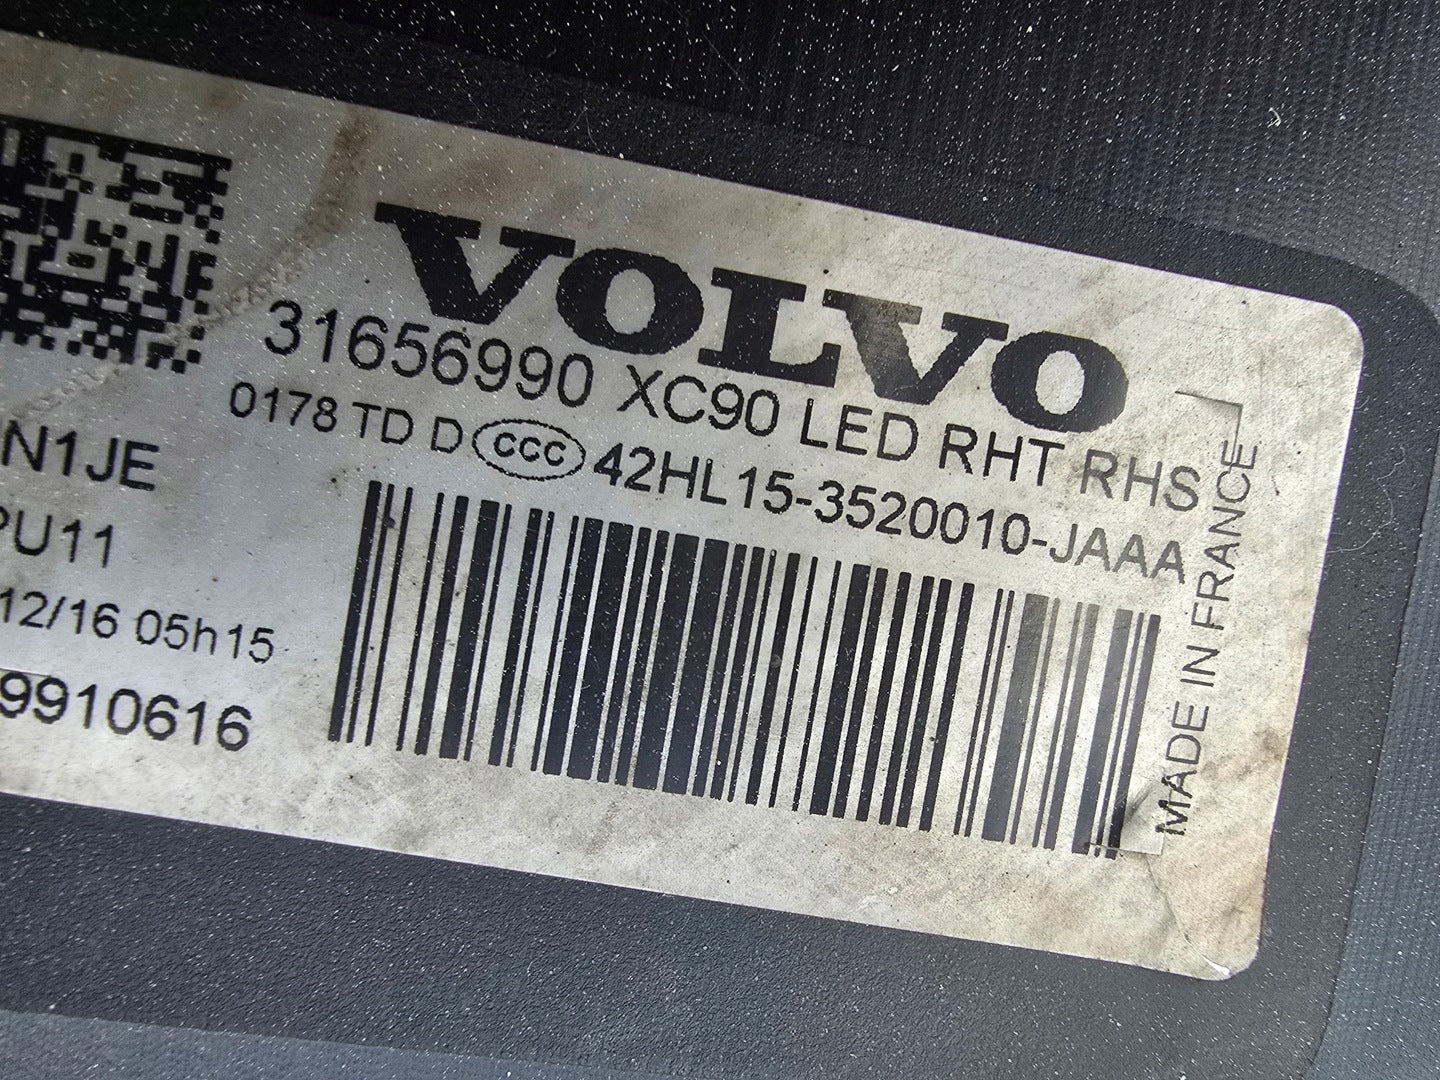 VOLVO
31656990 XC90 LED RHT RHS
0178 TD D CCC 42HL15-3520010-JAAA
N1JE
PU11
12/16 05h15
9910616
MADE IN FRANCE